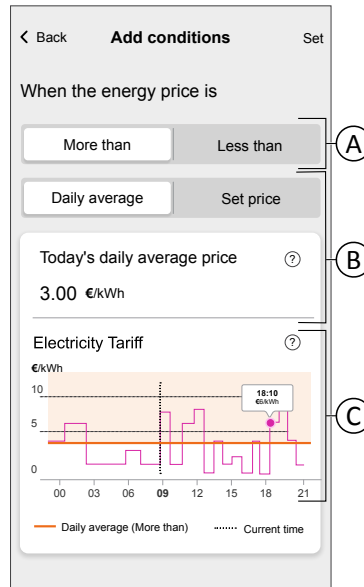 Back Add conditions Set
When the energy price is
More than Less than
A
Daily average Set price
Today's daily average price ?
B
3.00 €/kWh
Electricity Tariff ?
€/kWh
10
18:10
€6/kWh
C
5
0
00 03 06 09 12 15 18 21
Daily average (More than) Current time